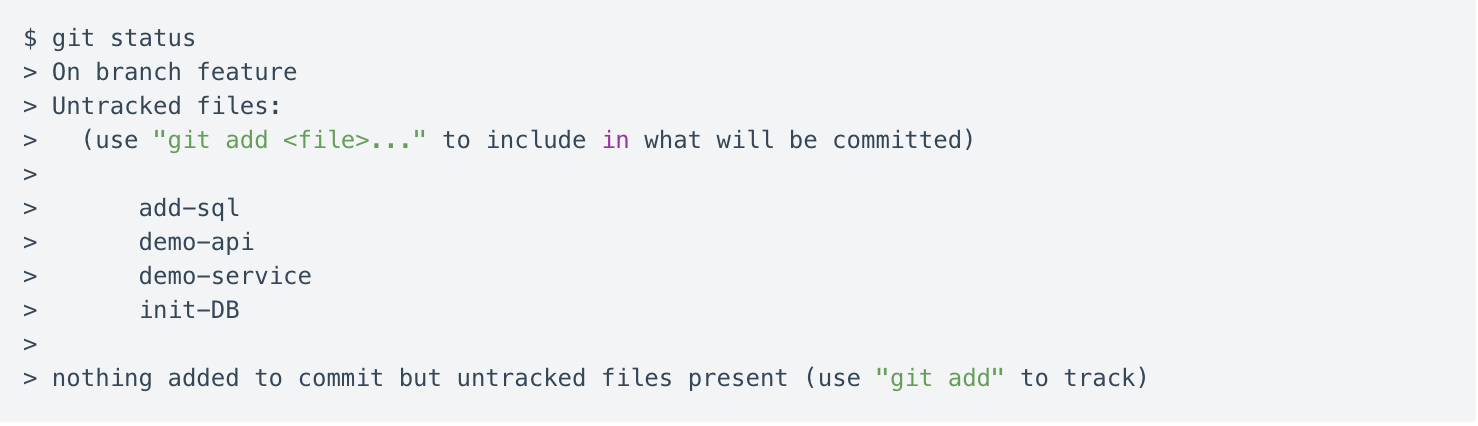 $ git status
> On branch feature
> Untracked files:
>   (use "git add <file>..." to include in what will be committed)
>
>       add-sql
>       demo-api
>       demo-service
>       init-DB
>
> nothing added to commit but untracked files present (use "git add" to track)